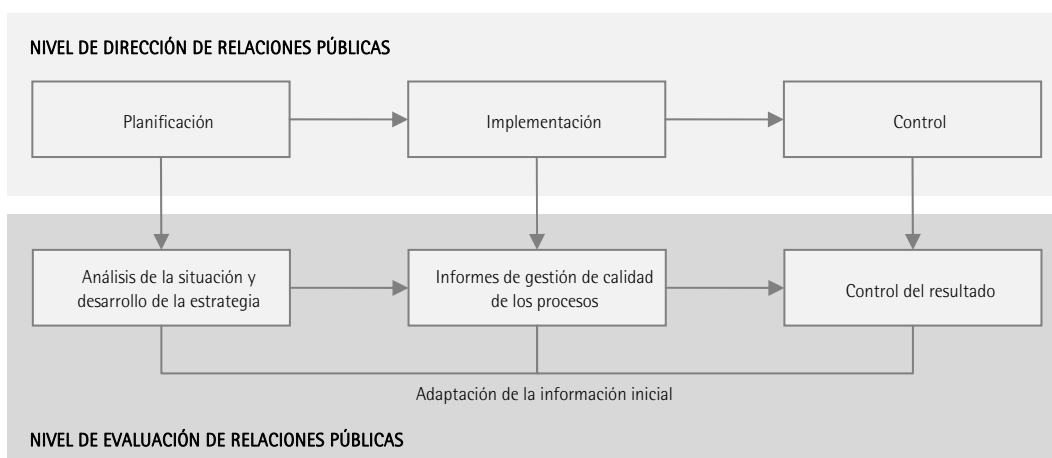 NIVEL DE DIRECCIÓN DE RELACIONES PÚBLICAS
Planificación
Implementación
Control
Análisis de la situación y
desarrollo de la estrategia
Informes de gestión de calidad
de los procesos
Control del resultado
Adaptación de la información inicial
NIVEL DE EVALUACIÓN DE RELACIONES PÚBLICAS